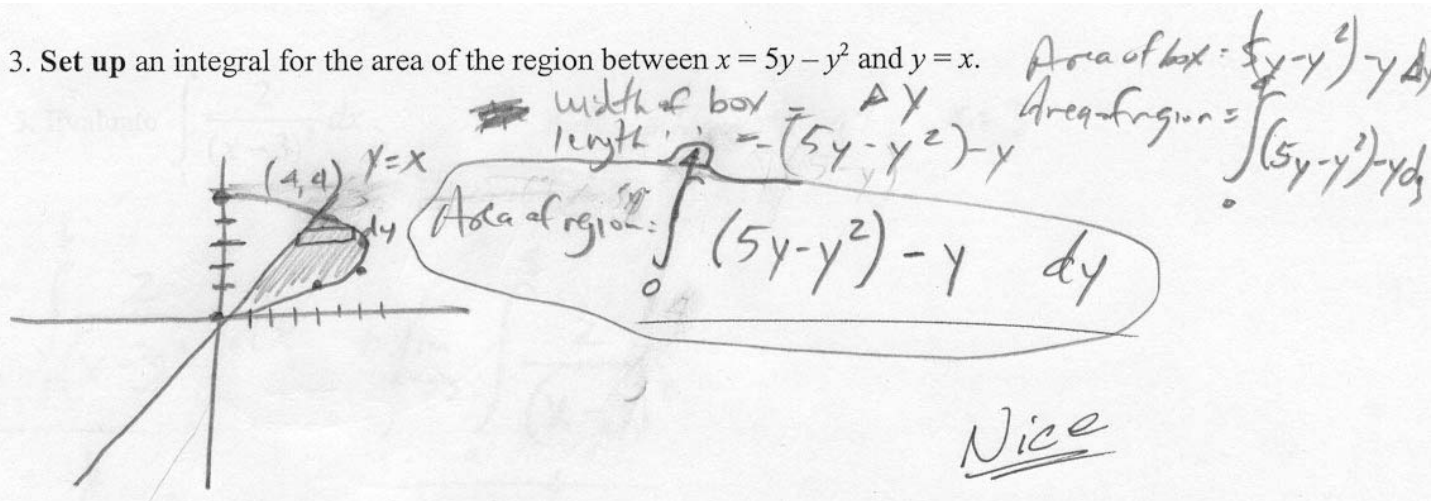 3. Set up an integral for the area of the region between x = 5y – y² and y = x.
Area of box = (5y-y²)-y Δy
width of box = Δy
Area of region = ∫₀⁴ (5y-y²)-y dy
length " " = (5y-y²)-y
(4,4) y=x
dy
Area of region: ∫₀⁴ (5y-y²) - y dy
Nice